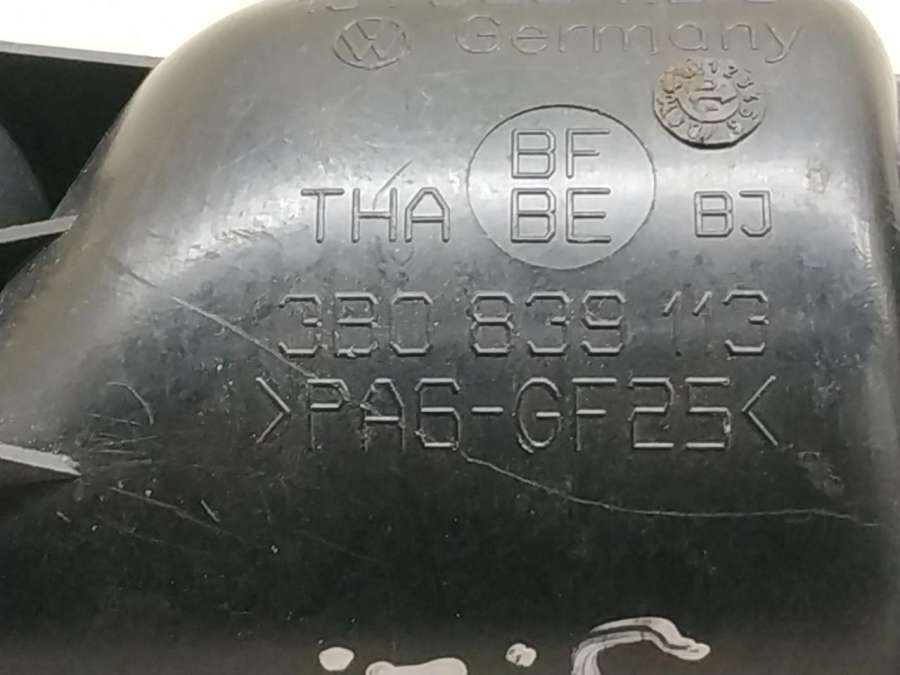 Germany
BF
THA BE BJ
3B0 839 113
>PA6-GF25<